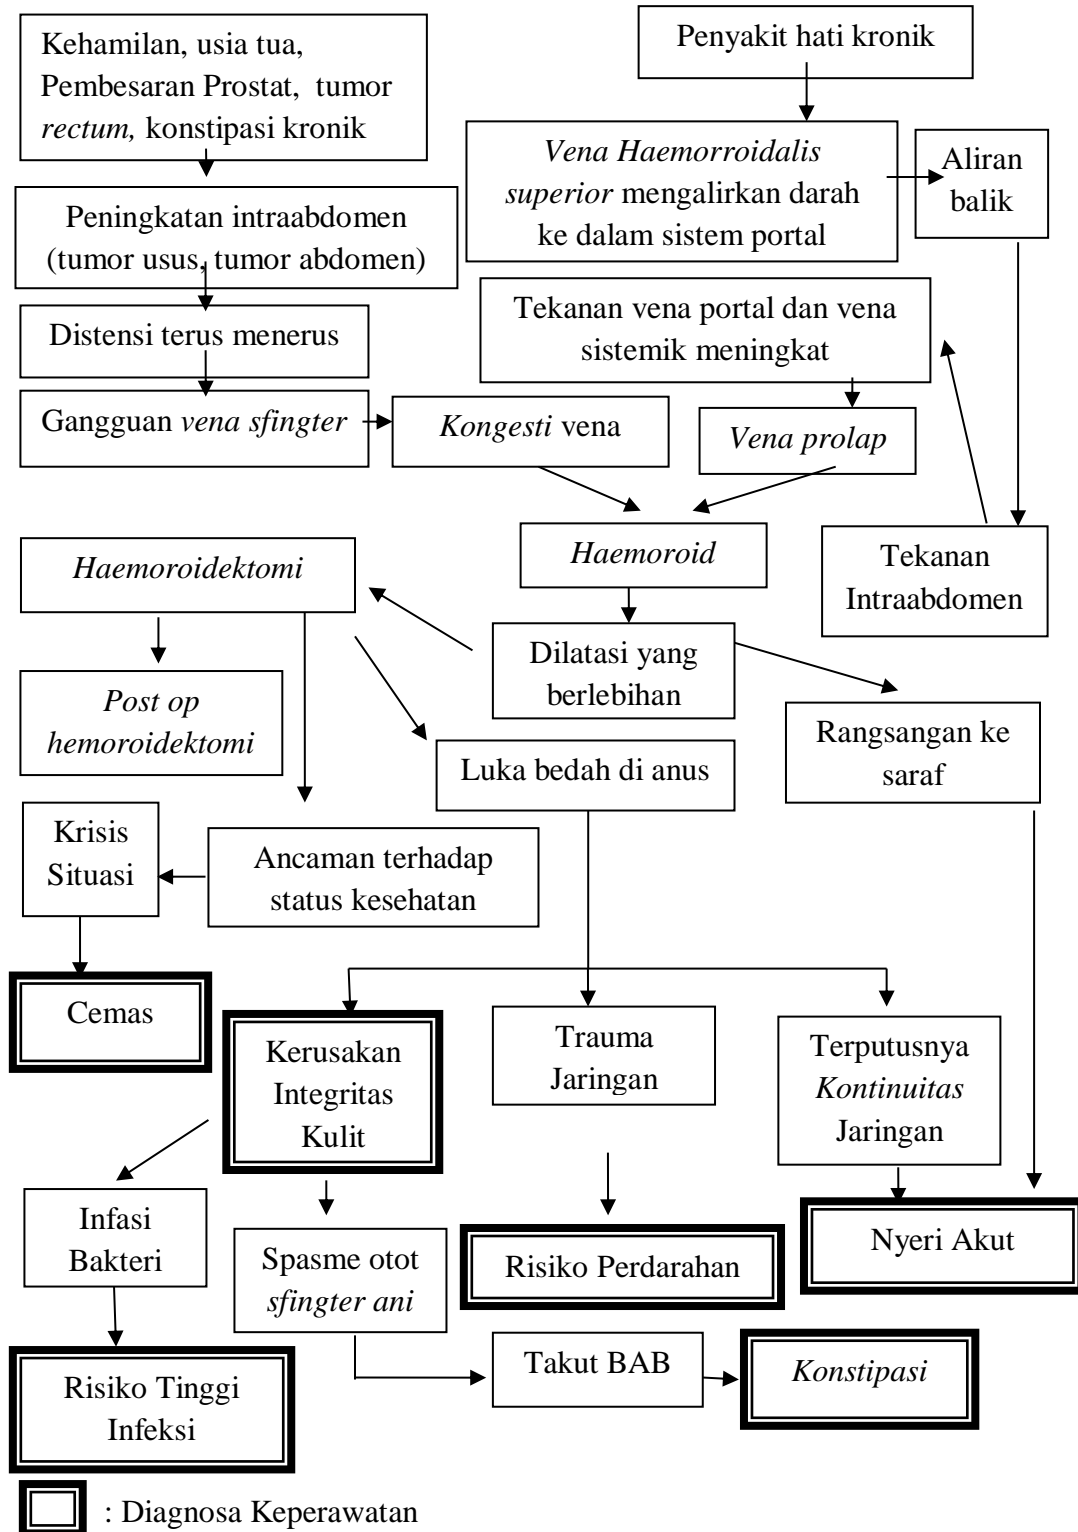 Kehamilan, usia tua,
Pembesaran Prostat, tumor
rectum, konstipasi kronik
Penyakit hati kronik
Vena Haemorroidalis
superior mengalirkan darah
ke dalam sistem portal
Aliran
balik
Peningkatan intraabdomen
(tumor usus, tumor abdomen)
Tekanan vena portal dan vena
sistemik meningkat
Distensi terus menerus
Gangguan vena sfingter
Kongesti vena
Vena prolap
Haemoroid
Tekanan
Intraabdomen
Haemoroidektomi
Dilatasi yang
berlebihan
Post op
hemoroidektomi
Rangsangan ke
saraf
Luka bedah di anus
Krisis
Situasi
Ancaman terhadap
status kesehatan
Cemas
Kerusakan
Integritas
Kulit
Trauma
Jaringan
Terputusnya
Kontinuitas
Jaringan
Infasi
Bakteri
Spasme otot
sfingter ani
Risiko Perdarahan
Nyeri Akut
Takut BAB
Konstipasi
Risiko Tinggi
Infeksi
: Diagnosa Keperawatan